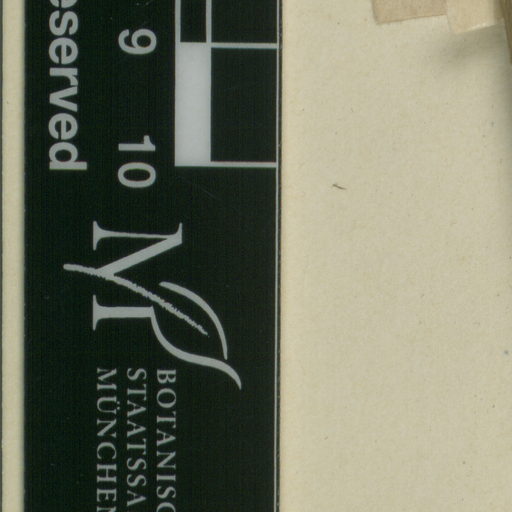 eserved
9 10
M
BOTANISC
STAATSSA
MÜNCHEN